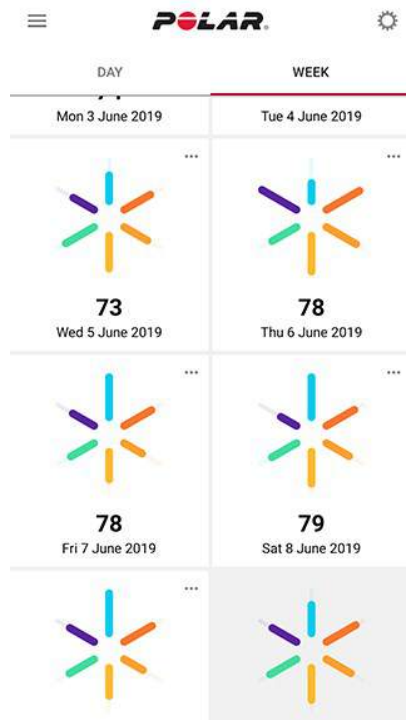 POLAR.
DAY WEEK
Mon 3 June 2019 Tue 4 June 2019
73 78
Wed 5 June 2019 Thu 6 June 2019
78 79
Fri 7 June 2019 Sat 8 June 2019